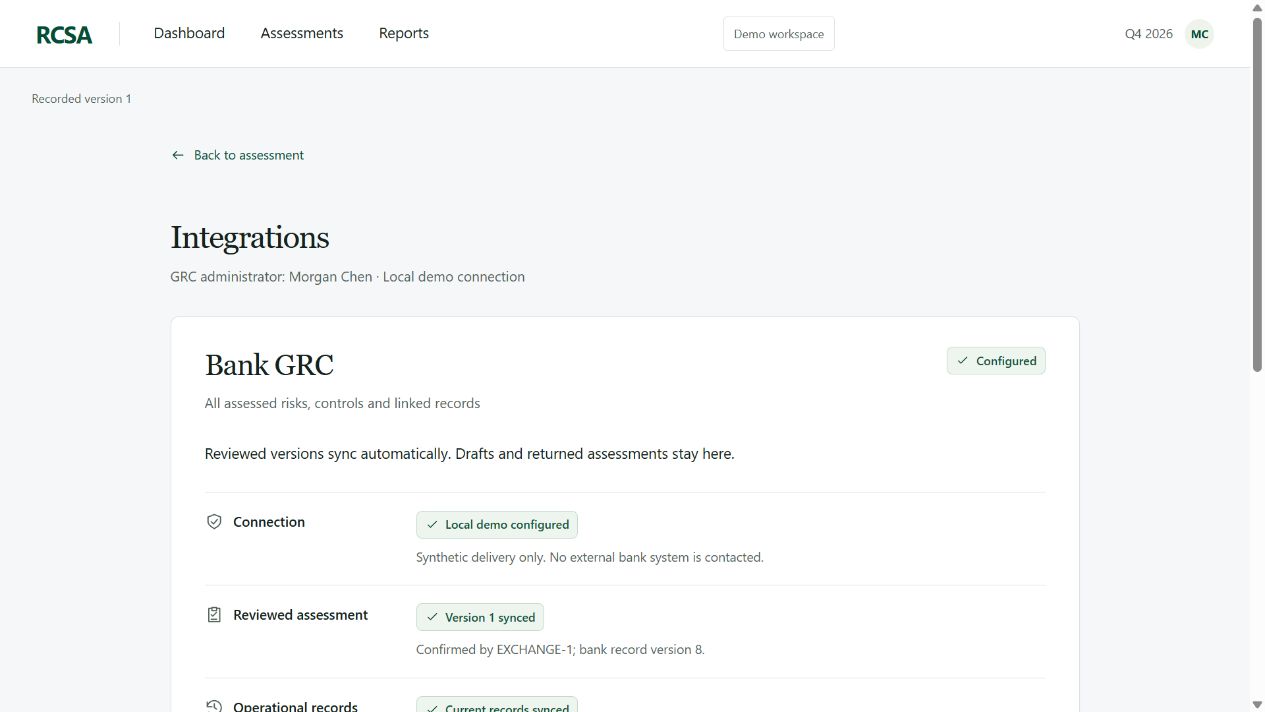 RCSA
Dashboard
Assessments
Reports
Demo workspace
Q4 2026
MC
Recorded version 1
Back to assessment
Integrations
GRC administrator: Morgan Chen · Local demo connection
Bank GRC
Configured
All assessed risks, controls and linked records
Reviewed versions sync automatically. Drafts and returned assessments stay here.
Connection
Local demo configured
Synthetic delivery only. No external bank system is contacted.
Reviewed assessment
Version 1 synced
Confirmed by EXCHANGE-1; bank record version 8.
Operational records
Current records synced